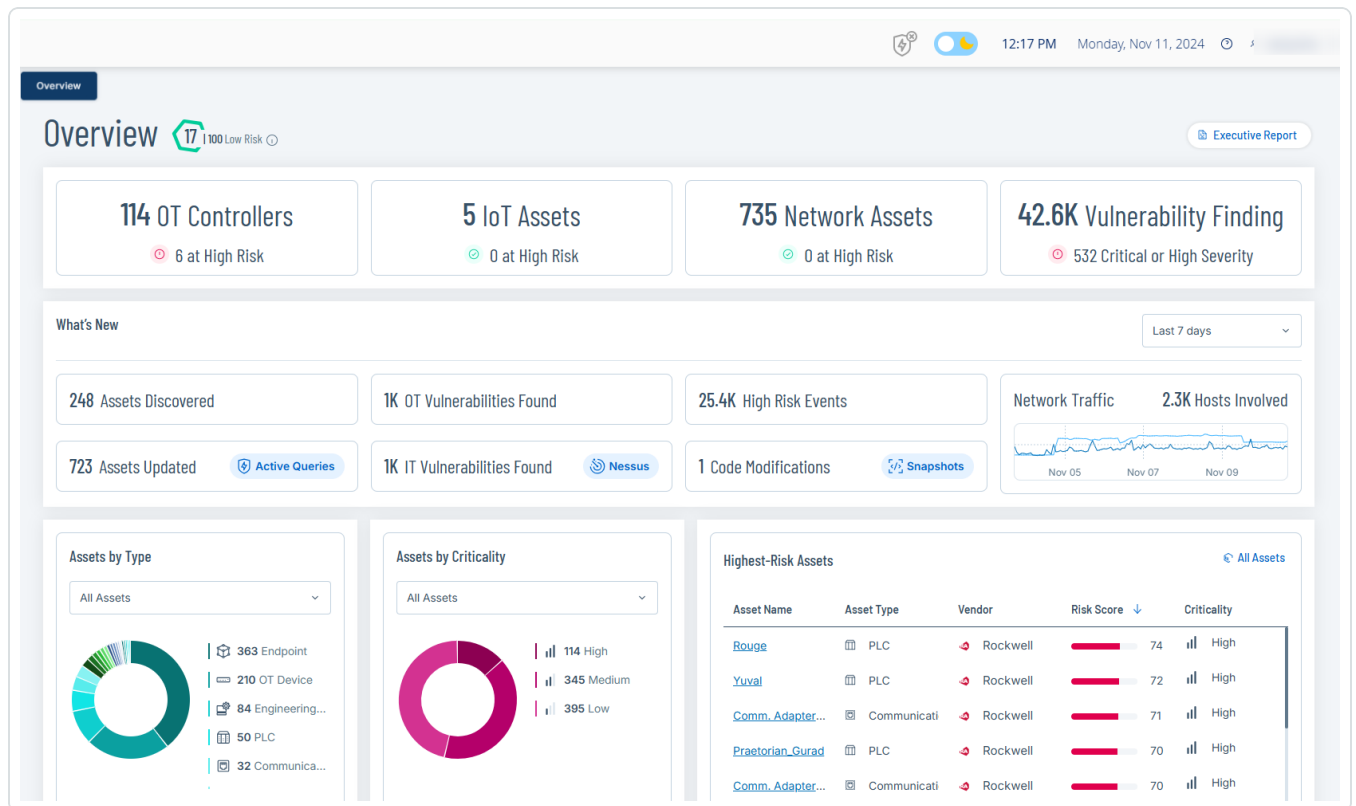 12:17 PM Monday, Nov 11, 2024
Overview
Overview 17 | 100 Low Risk
Executive Report
114 OT Controllers
6 at High Risk
5 IoT Assets
0 at High Risk
735 Network Assets
0 at High Risk
42.6K Vulnerability Finding
532 Critical or High Severity
What's New
Last 7 days
248 Assets Discovered
1K OT Vulnerabilities Found
25.4K High Risk Events
Network Traffic 2.3K Hosts Involved
Nov 05 Nov 07 Nov 09
723 Assets Updated Active Queries
1K IT Vulnerabilities Found Nessus
1 Code Modifications Snapshots
Assets by Type
All Assets
363 Endpoint
210 OT Device
84 Engineering...
50 PLC
32 Communica...
Assets by Criticality
All Assets
114 High
345 Medium
395 Low
Highest-Risk Assets All Assets
Asset Name Asset Type Vendor Risk Score Criticality
Rouge PLC Rockwell 74 High
Yuval PLC Rockwell 72 High
Comm. Adapter... Communicati Rockwell 71 High
Praetorian_Gurad PLC Rockwell 70 High
Comm. Adapter... Communicati Rockwell 70 High